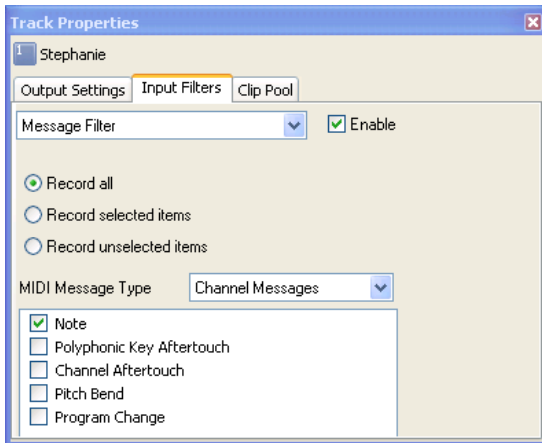 Track Properties
1 Stephanie
Output Settings Input Filters Clip Pool
Message Filter Enable
Record all
Record selected items
Record unselected items
MIDI Message Type Channel Messages
Note
Polyphonic Key Aftertouch
Channel Aftertouch
Pitch Bend
Program Change